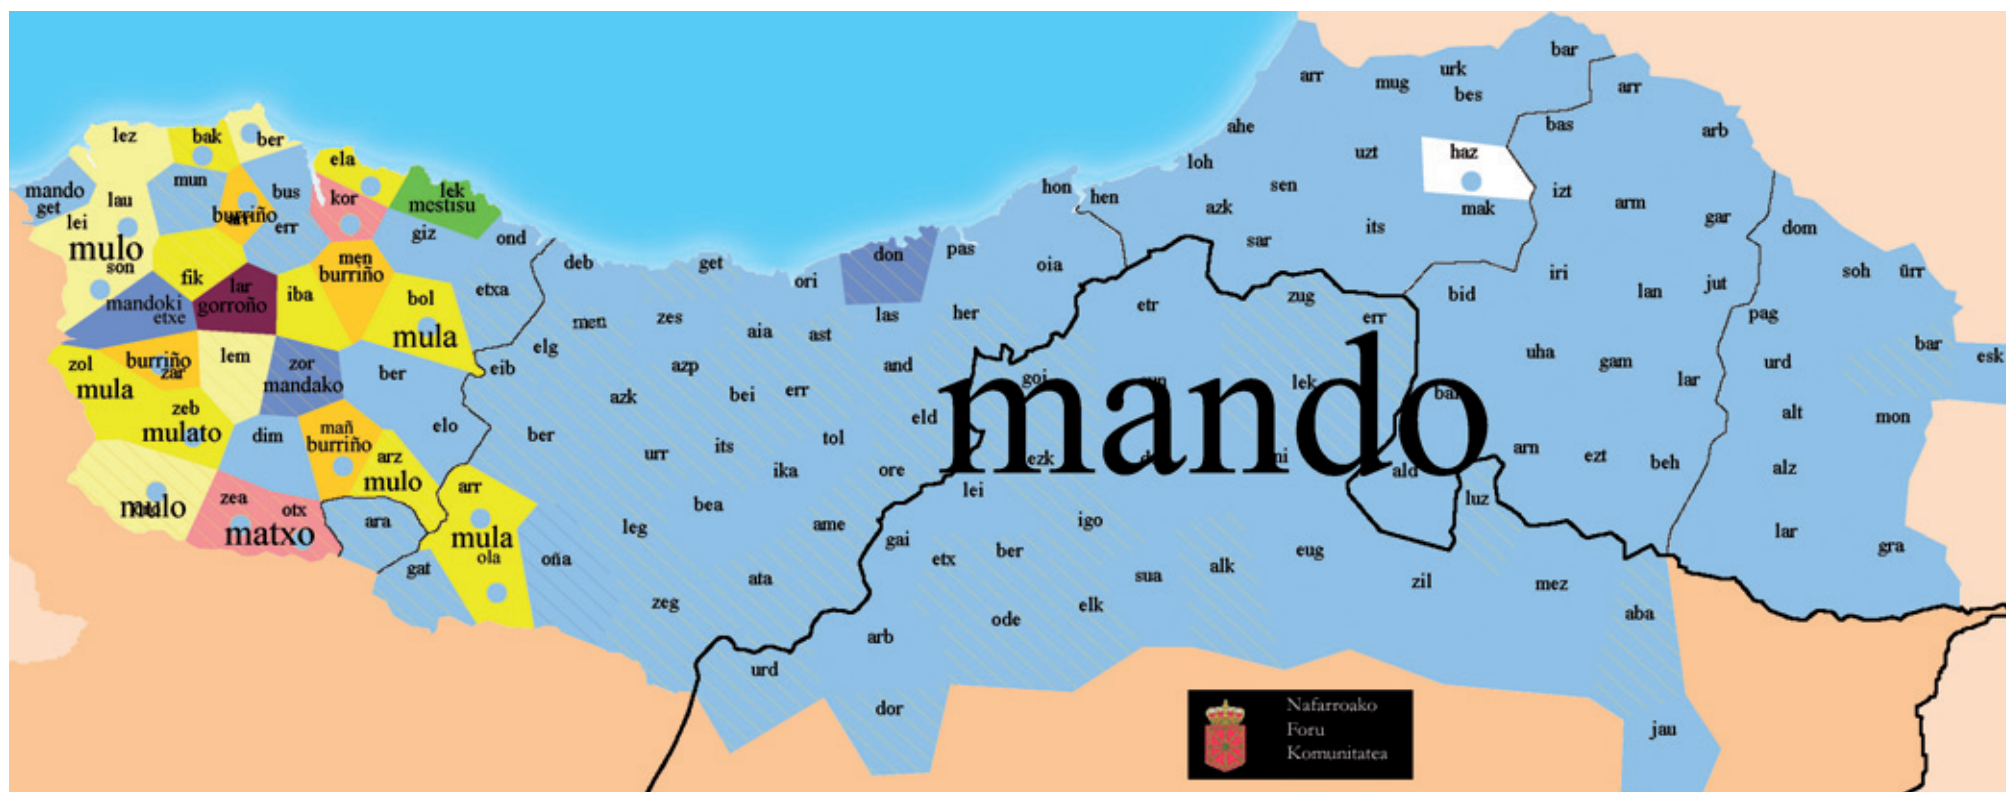 bar
arr
mug
urk
bes
arr
lez
bak
ber
ahe
bas
arb
ela
loh
uzt
haz
mando
get
lau
mun
bus
kor
lek
mestisu
hon
hen
sen
izt
lei
burriño
err
giz
ond
azk
its
mak
arm
gar
mulo
son
fik
men
burriño
deb
get
don
pas
oia
sar
dom
mandoki
etxe
lar
gorroño
iba
bol
etxa
ori
iri
lan
jut
soh
ürr
mula
men
zes
aia
ast
las
her
etr
zug
err
bid
pag
zol
mula
burriño
zar
lem
zor
mandako
ber
eib
elg
azp
and
goi
lek
uha
gam
lar
urd
bar
esk
mando
zeb
mulato
dim
mañ
burriño
elo
azk
bei
err
eld
alt
mon
arz
mulo
ber
urr
its
tol
ika
ore
ezk
ald
arn
ezt
beh
alz
mulo
zea
otx
matxo
arr
mula
ola
ara
gat
oña
leg
bea
ame
lei
gai
igo
luz
lar
gra
zeg
ata
etx
ber
sua
alk
eug
zil
mez
arb
ode
elk
aba
urd
dor
jau
Nafarroako
Foru
Komunitatea